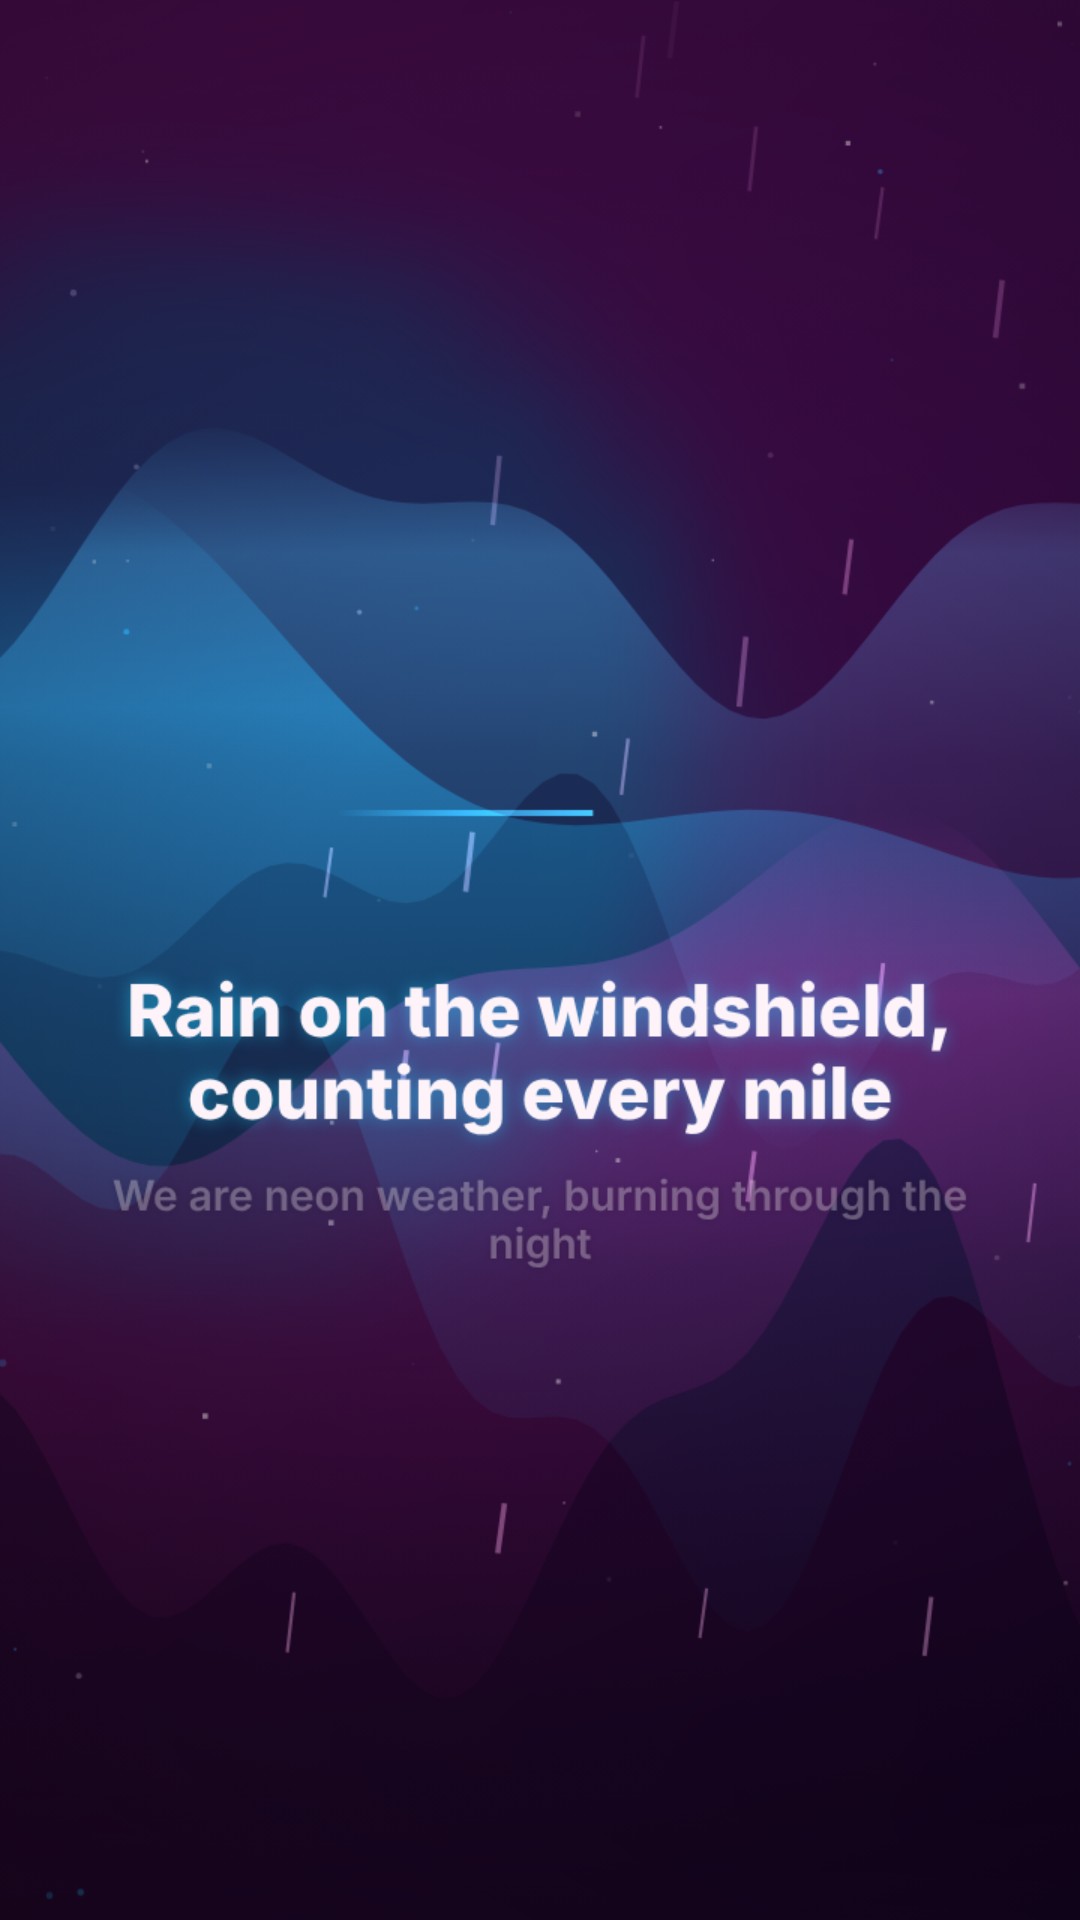 Rain on the windshield,
counting every mile
We are neon weather, burning through the
night